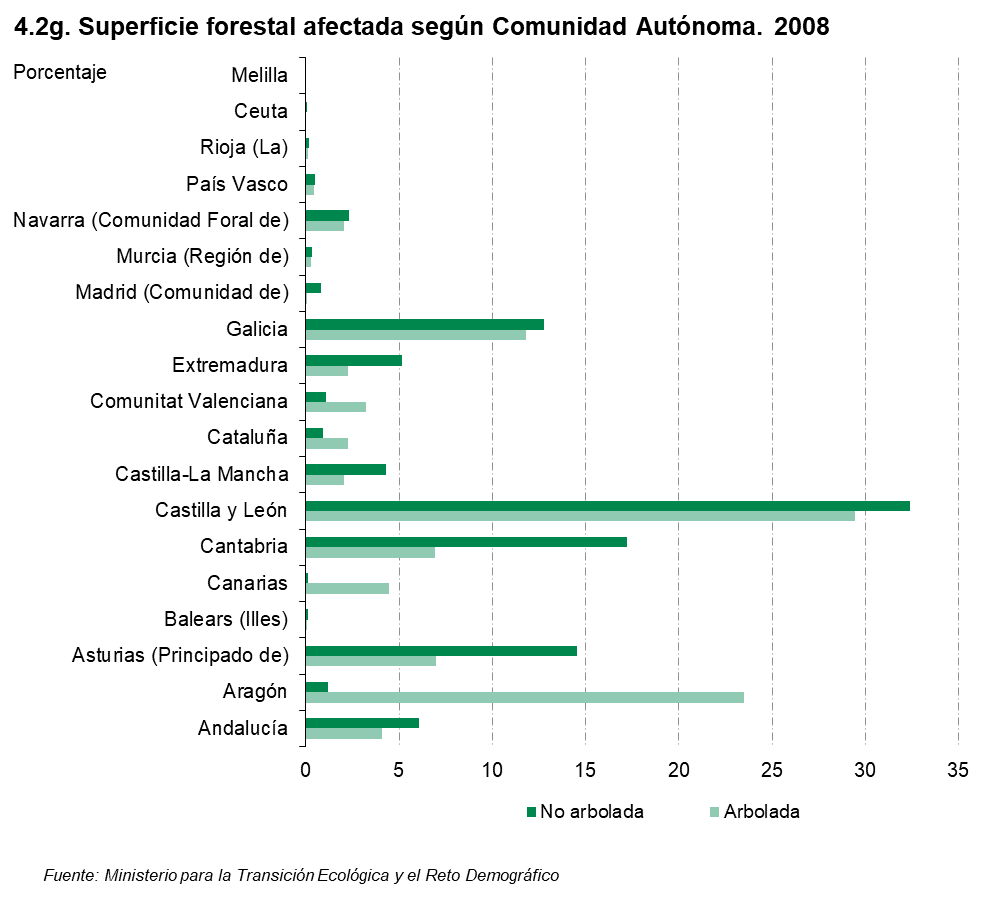 4.2g. Superficie forestal afectada según Comunidad Autónoma. 2008
Porcentaje
Melilla
Ceuta
Rioja (La)
País Vasco
Navarra (Comunidad Foral de)
Murcia (Región de)
Madrid (Comunidad de)
Galicia
Extremadura
Comunitat Valenciana
Cataluña
Castilla-La Mancha
Castilla y León
Cantabria
Canarias
Balears (Illes)
Asturias (Principado de)
Aragón
Andalucía
0 5 10 15 20 25 30 35
No arbolada Arbolada
Fuente: Ministerio para la Transición Ecológica y el Reto Demográfico